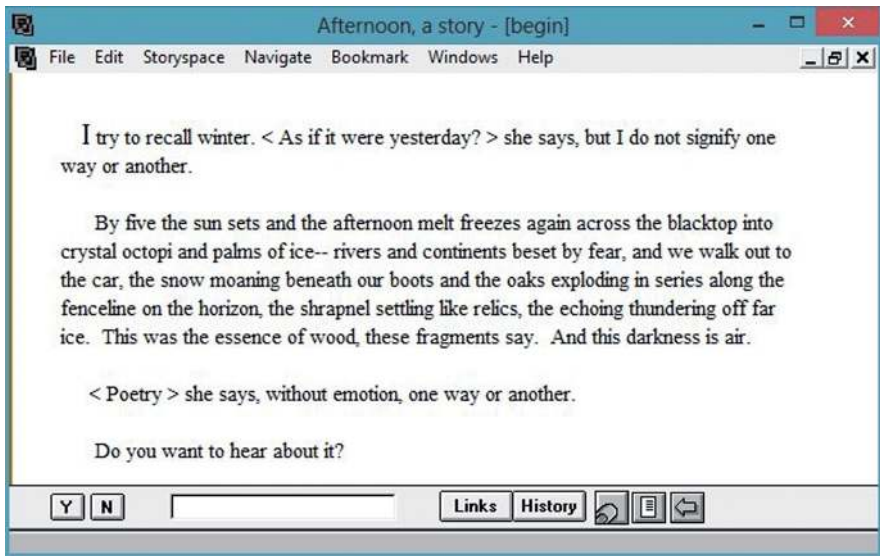 Afternoon, a story - [begin]
File Edit Storyspace Navigate Bookmark Windows Help
I try to recall winter. < As if it were yesterday? > she says, but I do not signify one
way or another.
By five the sun sets and the afternoon melt freezes again across the blacktop into
crystal octopi and palms of ice-- rivers and continents beset by fear, and we walk out to
the car, the snow moaning beneath our boots and the oaks exploding in series along the
fenceline on the horizon, the shrapnel settling like relics, the echoing thundering off far
ice. This was the essence of wood, these fragments say. And this darkness is air.
< Poetry > she says, without emotion, one way or another.
Do you want to hear about it?
Y N Links History